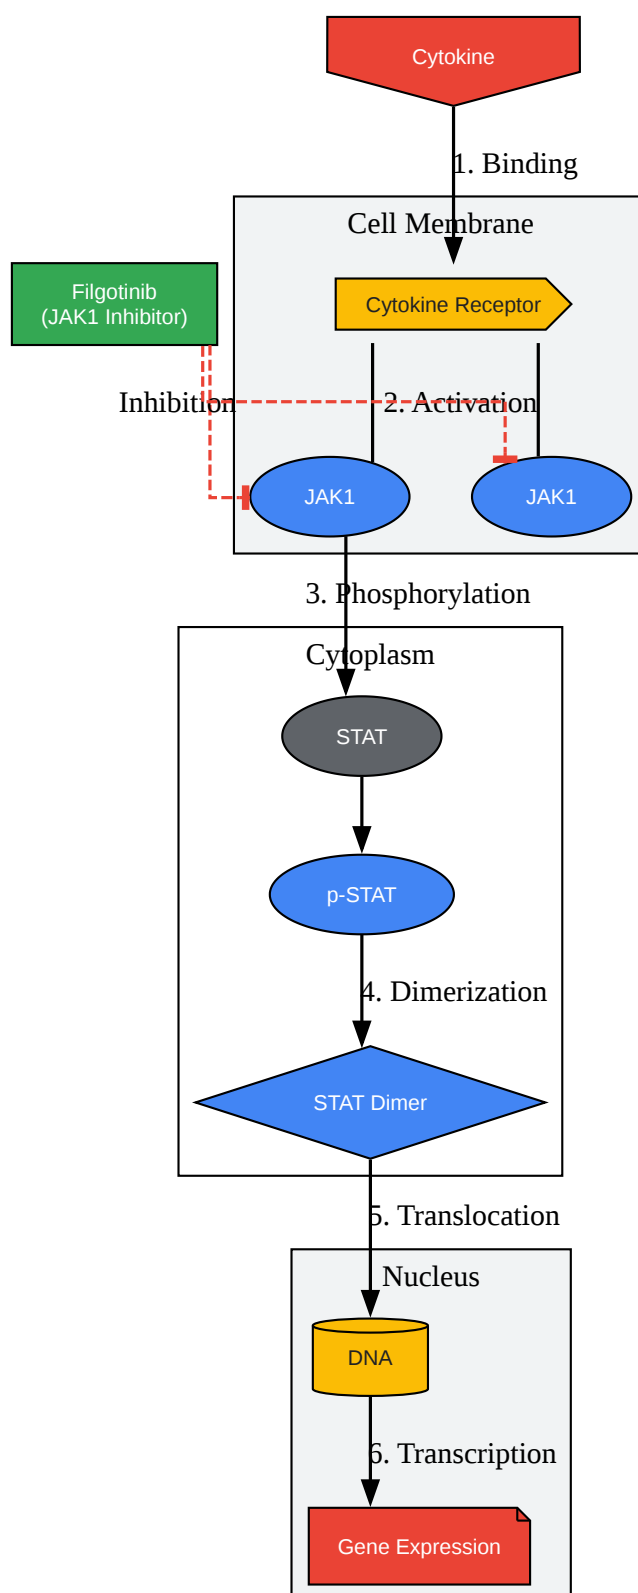 Cytokine
1. Binding
Cell Membrane
Filgotinib
(JAK1 Inhibitor)
Cytokine Receptor
Inhibition
2. Activation
JAK1
JAK1
3. Phosphorylation
Cytoplasm
STAT
p-STAT
4. Dimerization
STAT Dimer
5. Translocation
Nucleus
DNA
6. Transcription
Gene Expression